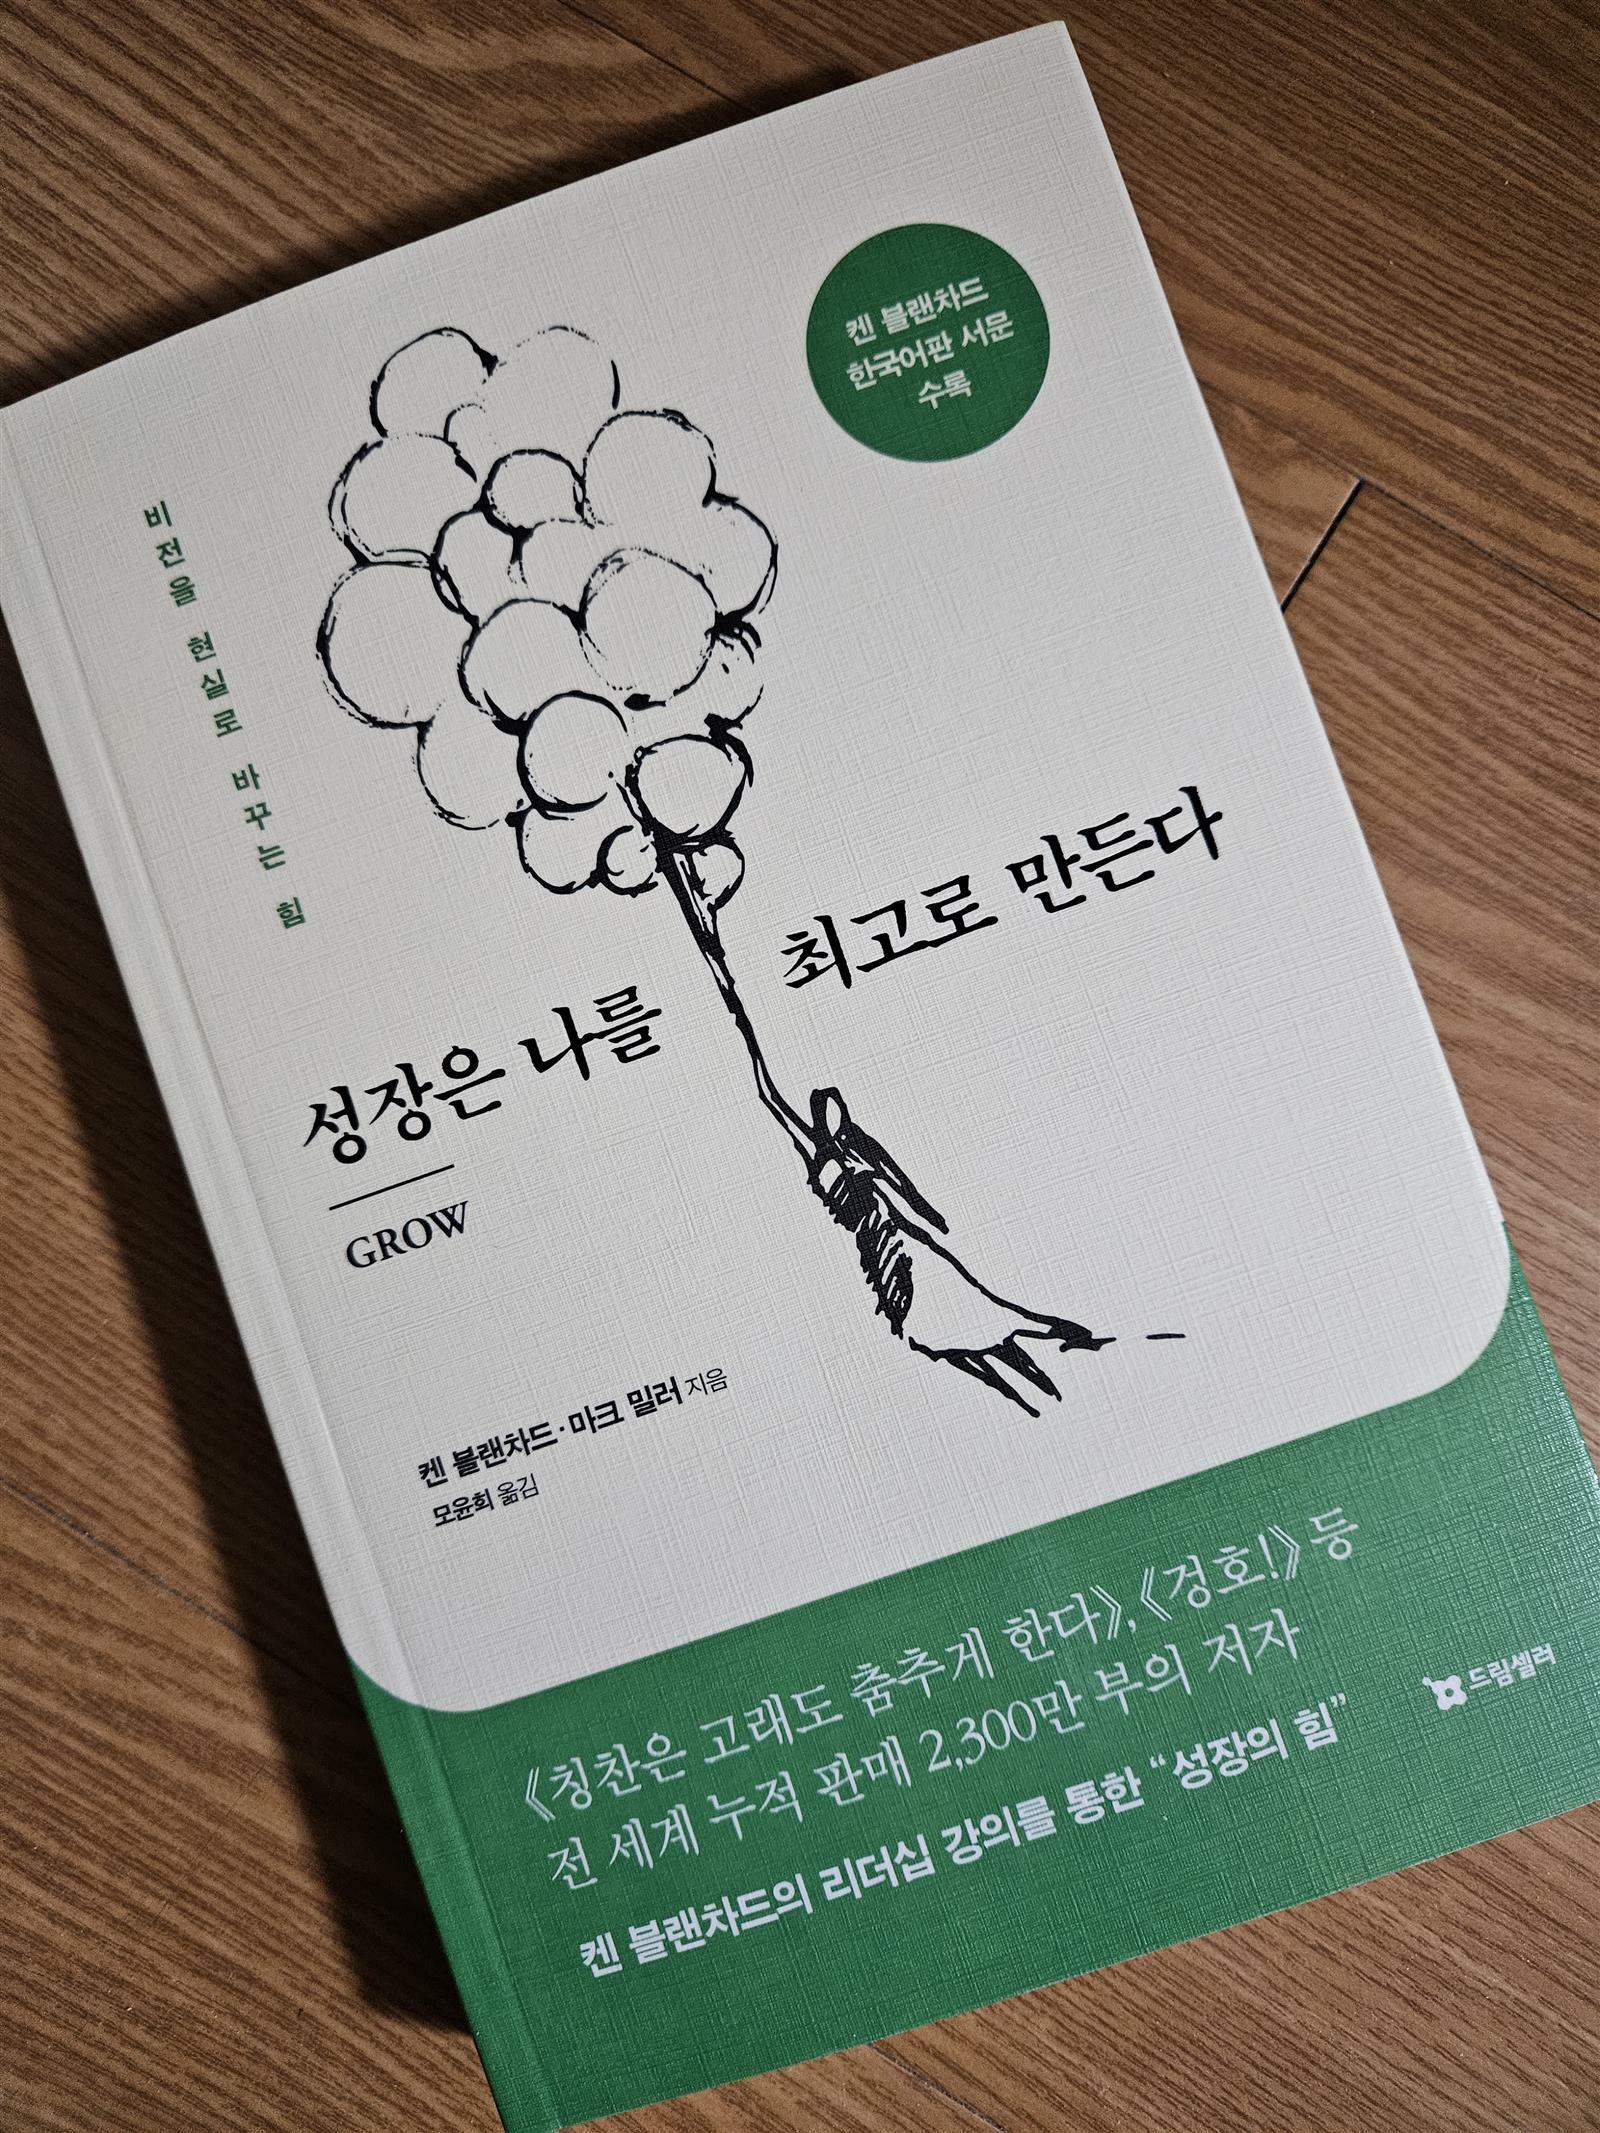 켄 블랜차드
한국어판 서문
수록
비전을 현실로 바꾸는 힘
성장은 나를 최고로 만든다
GROW
켄 블랜차드·마크 밀러 지음
모윤희 옮김
《칭찬은 고래도 춤추게 한다》, 《겅호!》 등
전 세계 누적 판매 2,300만 부의 저자
켄 블랜차드의 리더십 강의를 통한 “성장의 힘”
드림셀러